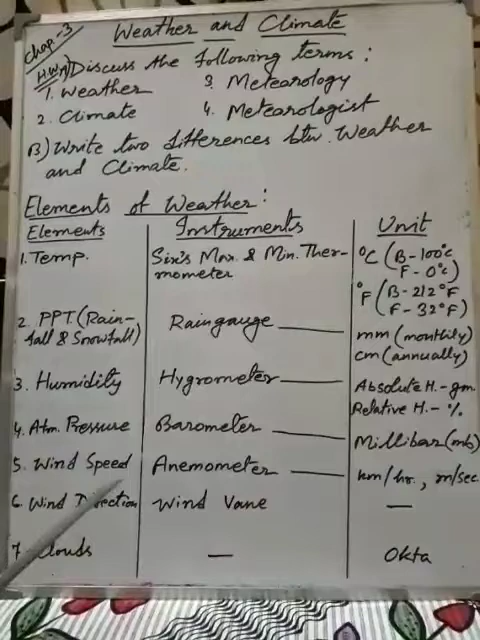 Chap.-3
Weather and Climate
H.W. A) Discuss the following terms:
1. Weather 3. Meteorology
2. Climate 4. Meteorologist
B) Write two differences btw. Weather
and Climate.
Elements of Weather:
Elements Instruments Unit
1. Temp. Six's Max. & Min. Ther-
mometer
°C (B-100°C
F-0°C)
°F (B-212°F
F-32°F)
2. PPT. (Rain-
fall & Snowfall)
Raingauge
mm (monthly)
cm (annually)
3. Humidity Hygrometer
Absolute H.- gm.
Relative H.- %
4. Atm. Pressure Barometer Millibar (mb)
5. Wind Speed Anemometer km/hr., m/sec
6. Wind Direction Wind Vane —
7. Clouds — Okta